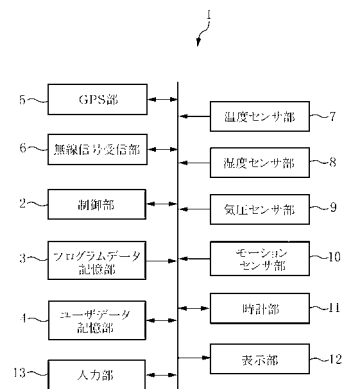 1
5 GPS部
6 無線信号受信部
2 制御部
3 プログラムデータ
記憶部
4 ユーザデータ
記憶部
13 入力部
温度センサ部 7
湿度センサ部 8
気圧センサ部 9
モーション
センサ部 10
時計部 11
表示部 12